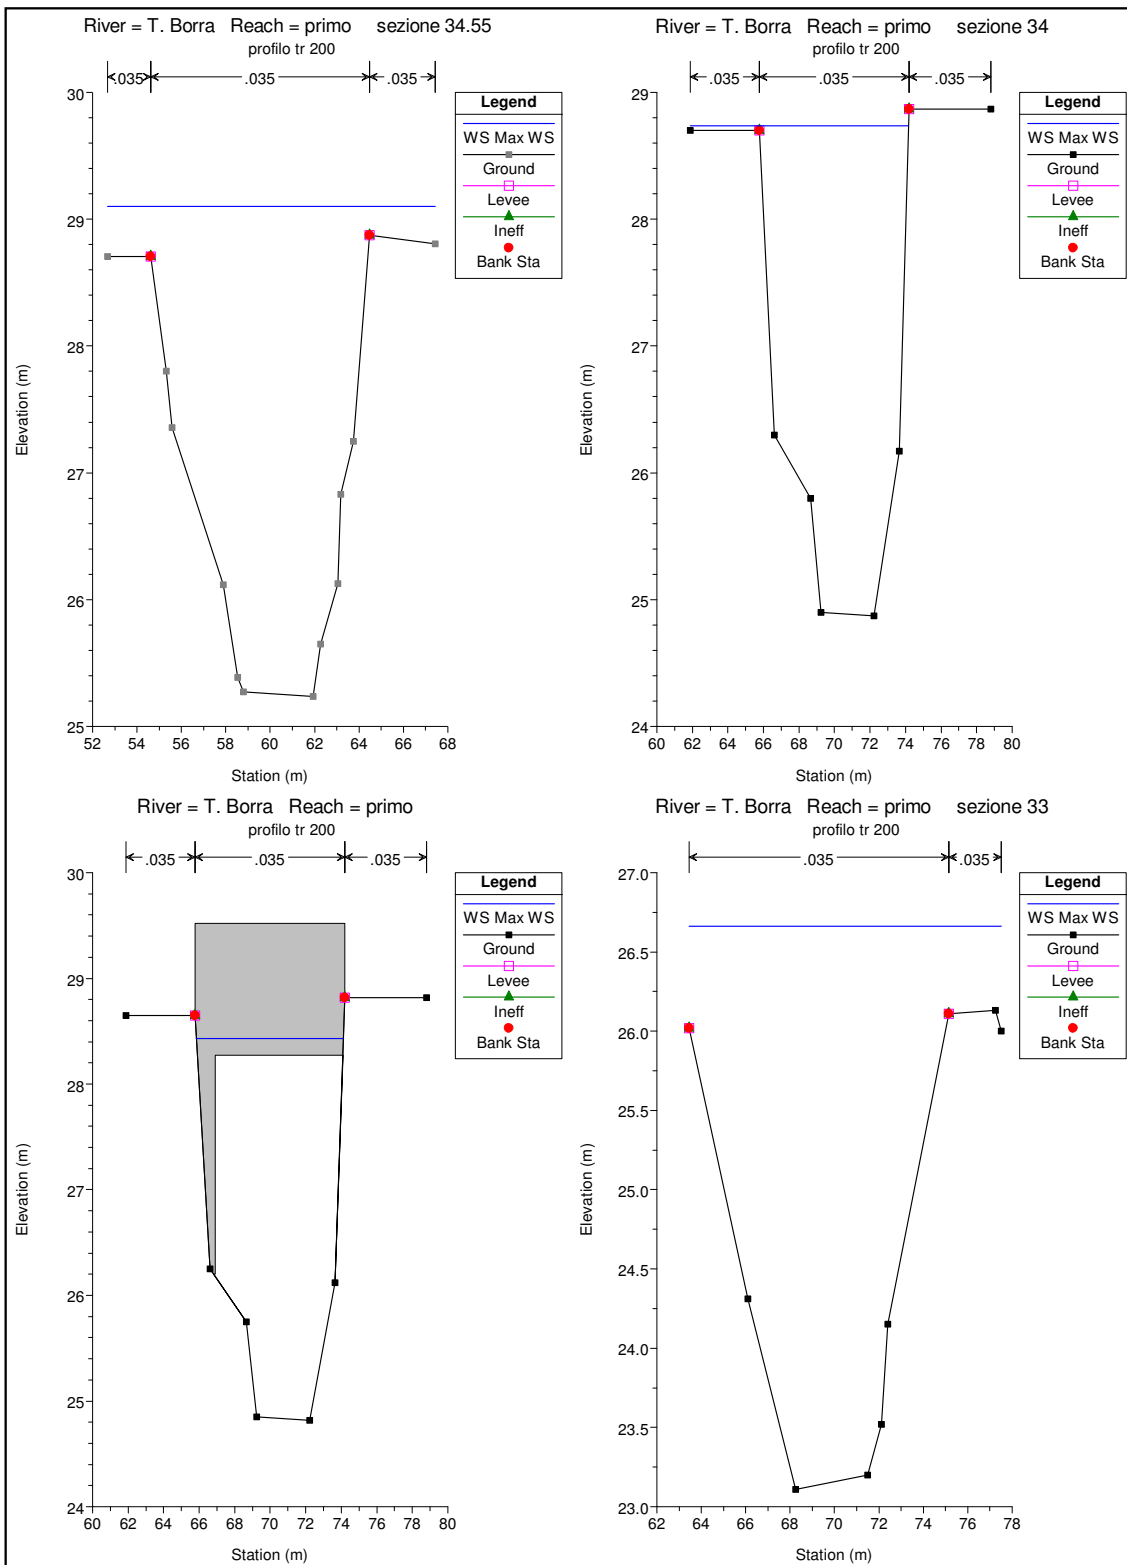 River = T. Borra Reach = primo sezione 34.55
profilo tr 200
.035 .035 .035
Legend
WS Max WS
Ground
Levee
Ineff
Bank Sta
30
29
28
27
26
25
52 54 56 58 60 62 64 66 68
Elevation (m)
Station (m)
River = T. Borra Reach = primo sezione 34
profilo tr 200
.035 .035 .035
Legend
WS Max WS
Ground
Levee
Ineff
Bank Sta
29
28
27
26
25
24
60 62 64 66 68 70 72 74 76 78 80
Elevation (m)
Station (m)
River = T. Borra Reach = primo
profilo tr 200
.035 .035 .035
Legend
WS Max WS
Ground
Levee
Ineff
Bank Sta
30
29
28
27
26
25
24
60 62 64 66 68 70 72 74 76 78 80
Elevation (m)
Station (m)
River = T. Borra Reach = primo sezione 33
profilo tr 200
.035 .035
Legend
WS Max WS
Ground
Levee
Ineff
Bank Sta
27.0
26.5
26.0
25.5
25.0
24.5
24.0
23.5
23.0
62 64 66 68 70 72 74 76 78
Elevation (m)
Station (m)